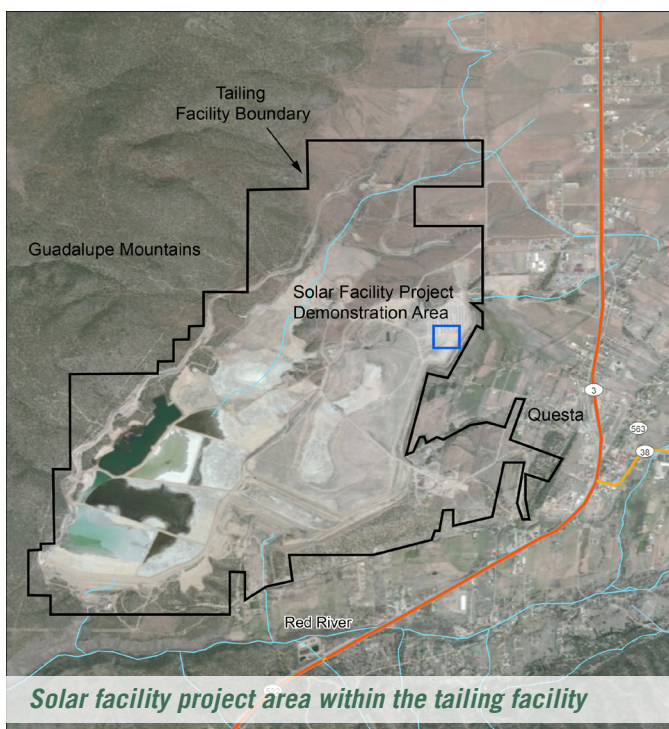 Tailing
Facility Boundary
Guadalupe Mountains
Solar Facility Project
Demonstration Area
3
Questa
563
38
Red River
Solar facility project area within the tailing facility